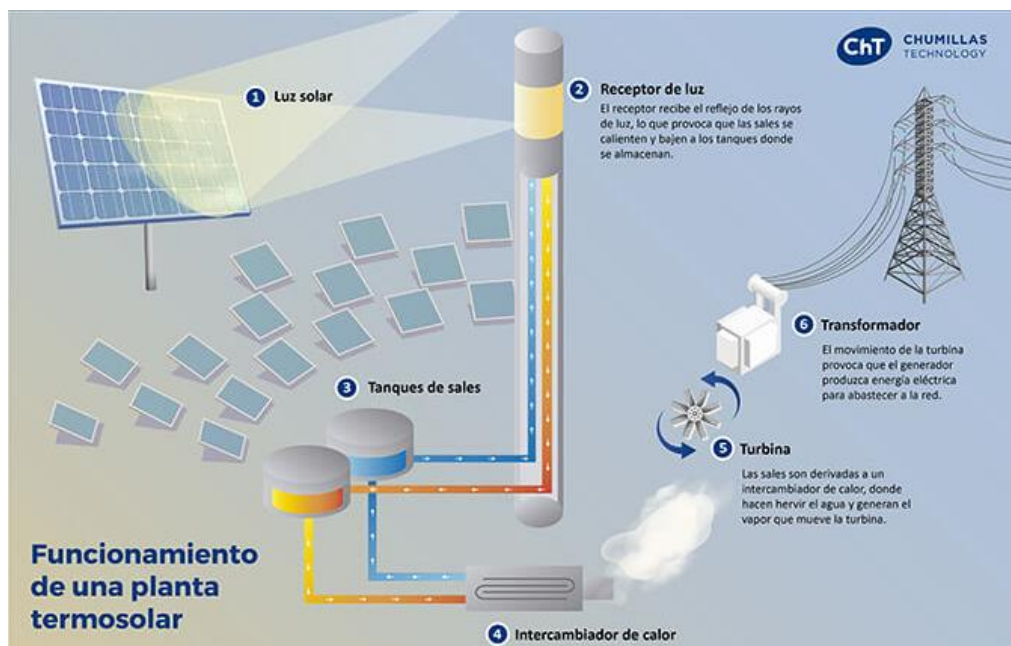 ChT CHUMILLAS
TECHNOLOGY
1 Luz solar
2 Receptor de luz
El receptor recibe el reflejo de los rayos
de luz, lo que provoca que las sales se
calienten y bajen a los tanques donde
se almacenan.
3 Tanques de sales
6 Transformador
El movimiento de la turbina
provoca que el generador
produzca energía eléctrica
para abastecer a la red.
5 Turbina
Las sales son derivadas a un
intercambiador de calor, donde
hacen hervir el agua y generan el
vapor que mueve la turbina.
Funcionamiento
de una planta
termosolar
4 Intercambiador de calor